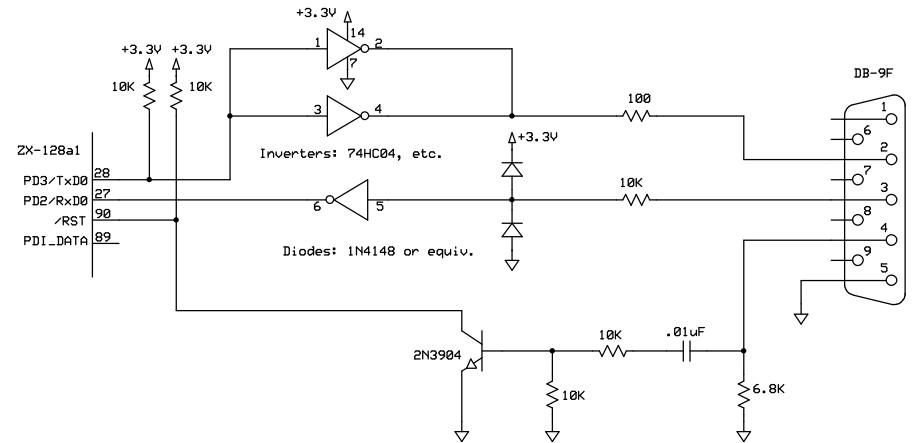 +3.3V
14
1
2
+3.3V +3.3V
7
10K
10K
DB-9F
100
1
3
4
6
ZX-128a1
Inverters: 74HC04, etc.
+3.3V
2
PD3/TxD0 28
7
10K
PD2/RxD0 27
6
5
3
/RST 90
8
PDI_DATA 89
4
Diodes: 1N4148 or equiv.
9
5
10K
.01uF
2N3904
10K
6.8K